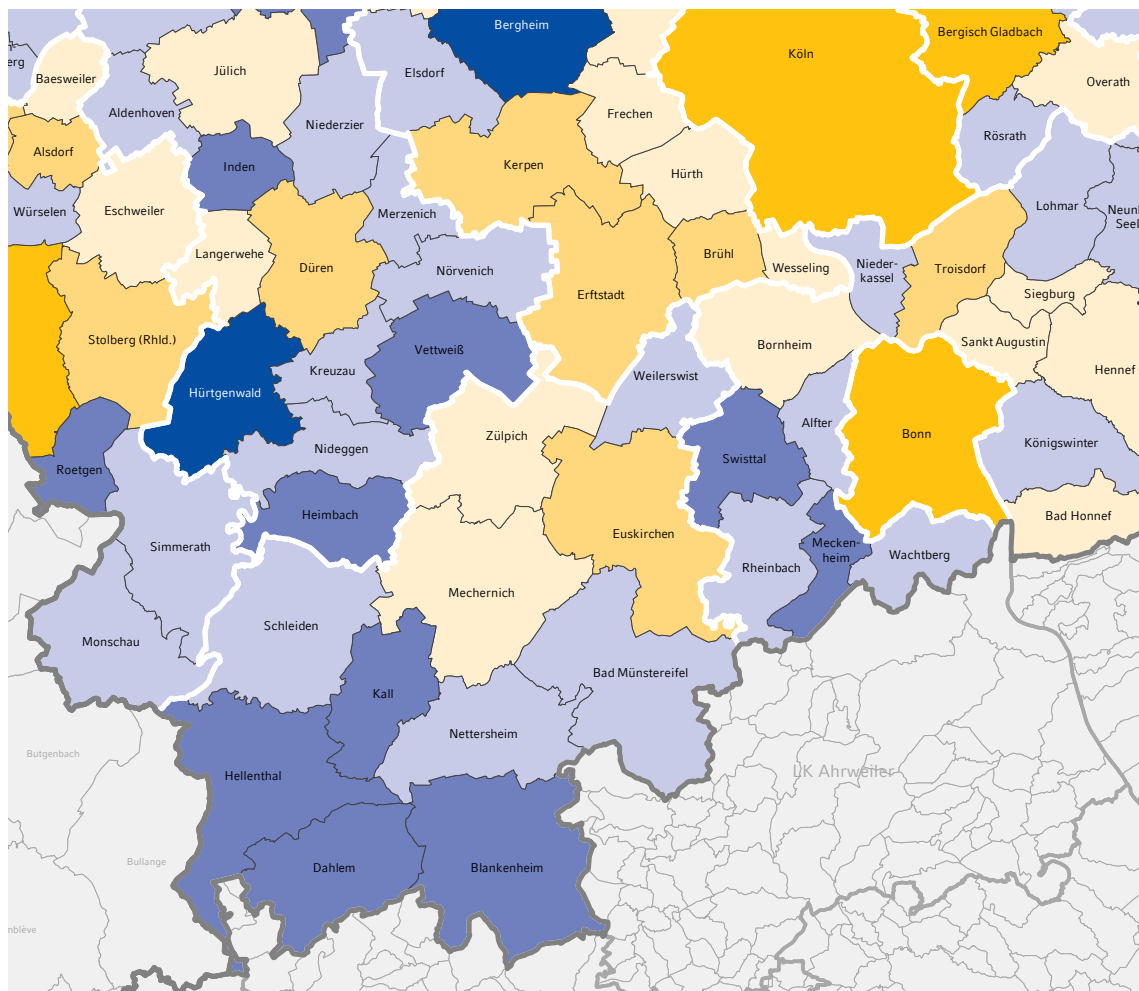 Bergheim
Köln
Bergisch Gladbach
erg
Baesweiler
Jülich
Elsdorf
Overath
Aldenhoven
Niederzier
Frechen
Rösrath
Alsdorf
Inden
Kerpen
Hürth
Würselen
Eschweiler
Merzenich
Lohmar
Neunk
Seel
Langerwehe
Düren
Nörvenich
Brühl
Wesseling
Nieder-
kassel
Troisdorf
Erftstadt
Siegburg
Stolberg (Rhld.)
Vettweiß
Bornheim
Sankt Augustin
Kreuzau
Weilerswist
Hennef
Hürtgenwald
Zülpich
Alfter
Bonn
Nideggen
Königswinter
Roetgen
Swisttal
Heimbach
Bad Honnef
Euskirchen
Simmerath
Mecken-
heim
Wachtberg
Rheinbach
Mechernich
Schleiden
Monschau
Bad Münstereifel
Kall
Nettersheim
Butgenbach
Hellenthal
LK Ahrweiler
Bullange
Dahlem
Blankenheim
mblève